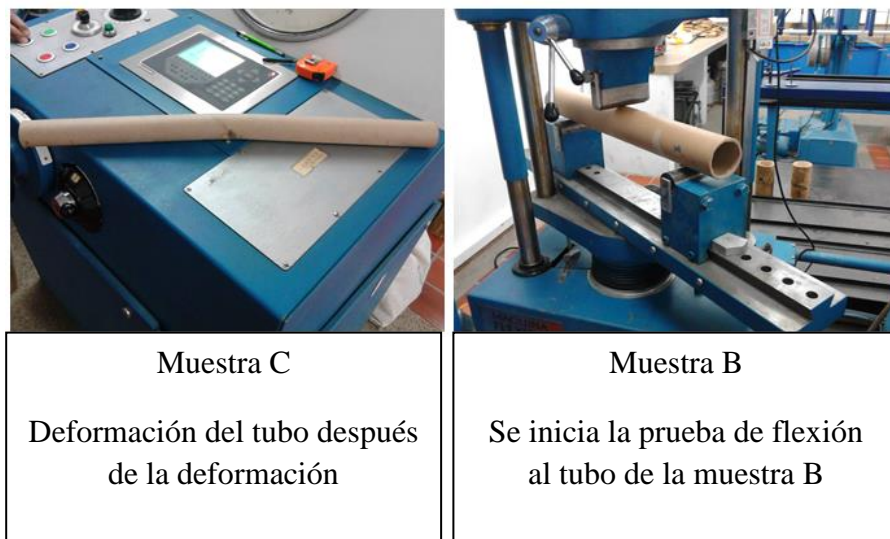 Muestra C
Deformación del tubo después
de la deformación
Muestra B
Se inicia la prueba de flexión
al tubo de la muestra B